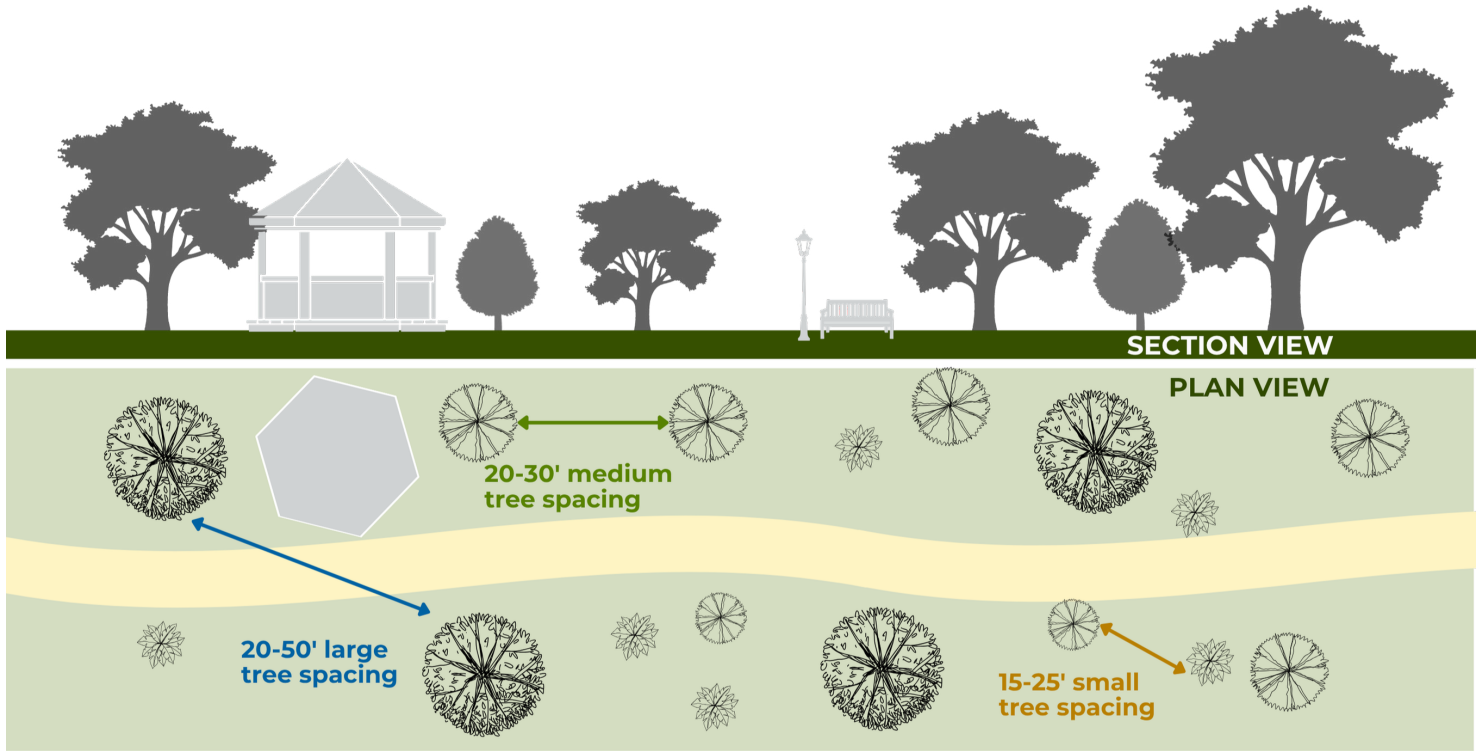 SECTION VIEW
PLAN VIEW
20-30' medium
tree spacing
20-50' large
tree spacing
15-25' small
tree spacing